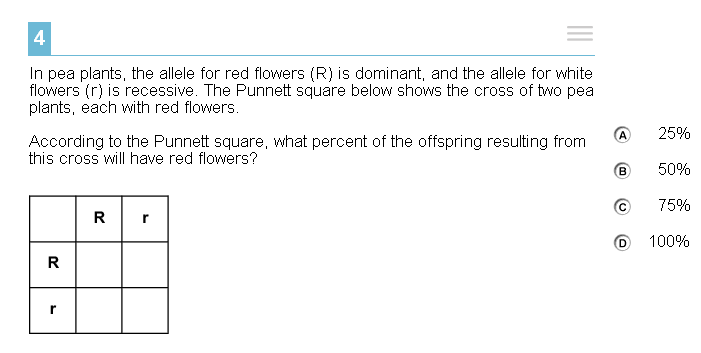 4
In pea plants, the allele for red flowers (R) is dominant, and the allele for white
flowers (r) is recessive. The Punnett square below shows the cross of two pea
plants, each with red flowers.
According to the Punnett square, what percent of the offspring resulting from
this cross will have red flowers?
R r
R
r
A 25%
B 50%
C 75%
D 100%